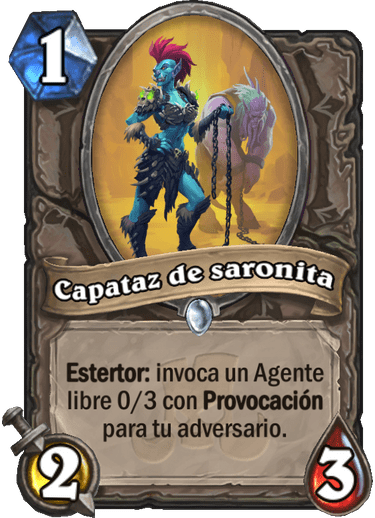 1
Capataz de saronita
Estertor: invoca un Agente
libre 0/3 con Provocación
para tu adversario.
2
3